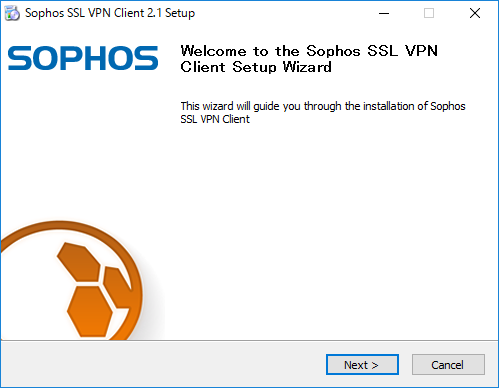 Sophos SSL VPN Client 2.1 Setup
SOPHOS
Welcome to the Sophos SSL VPN
Client Setup Wizard
This wizard will guide you through the installation of Sophos
SSL VPN Client
Next >
Cancel